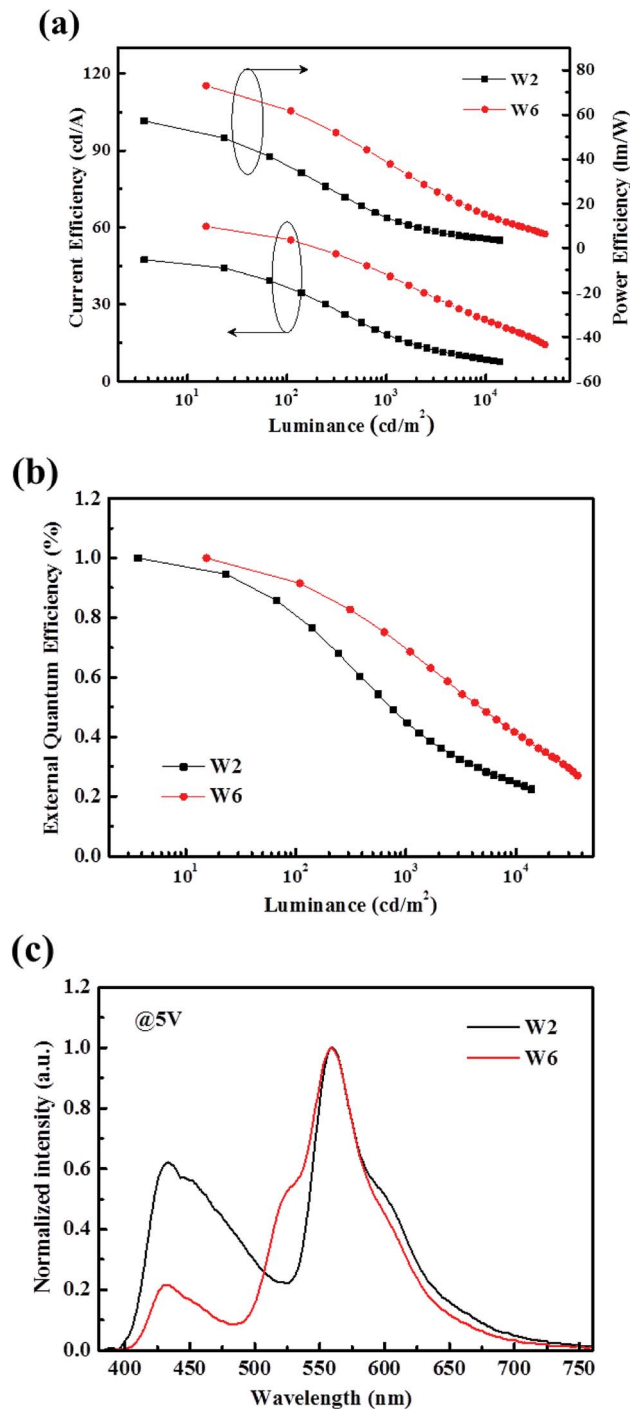 (a)
120
90
60
30
0
Current Efficiency (cd/A)
W2
W6
80
60
40
20
0
-20
-40
-60
Power Efficiency (lm/W)
10¹ 10² 10³ 10⁴
Luminance (cd/m²)
(b)
1.2
1.0
0.8
0.6
0.4
0.2
0.0
External Quantum Efficiency (%)
W2
W6
10¹ 10² 10³ 10⁴
Luminance (cd/m²)
(c)
1.2
1.0
0.8
0.6
0.4
0.2
0.0
Normalized intensity (a.u.)
@5V
W2
W6
400 450 500 550 600 650 700 750
Wavelength (nm)